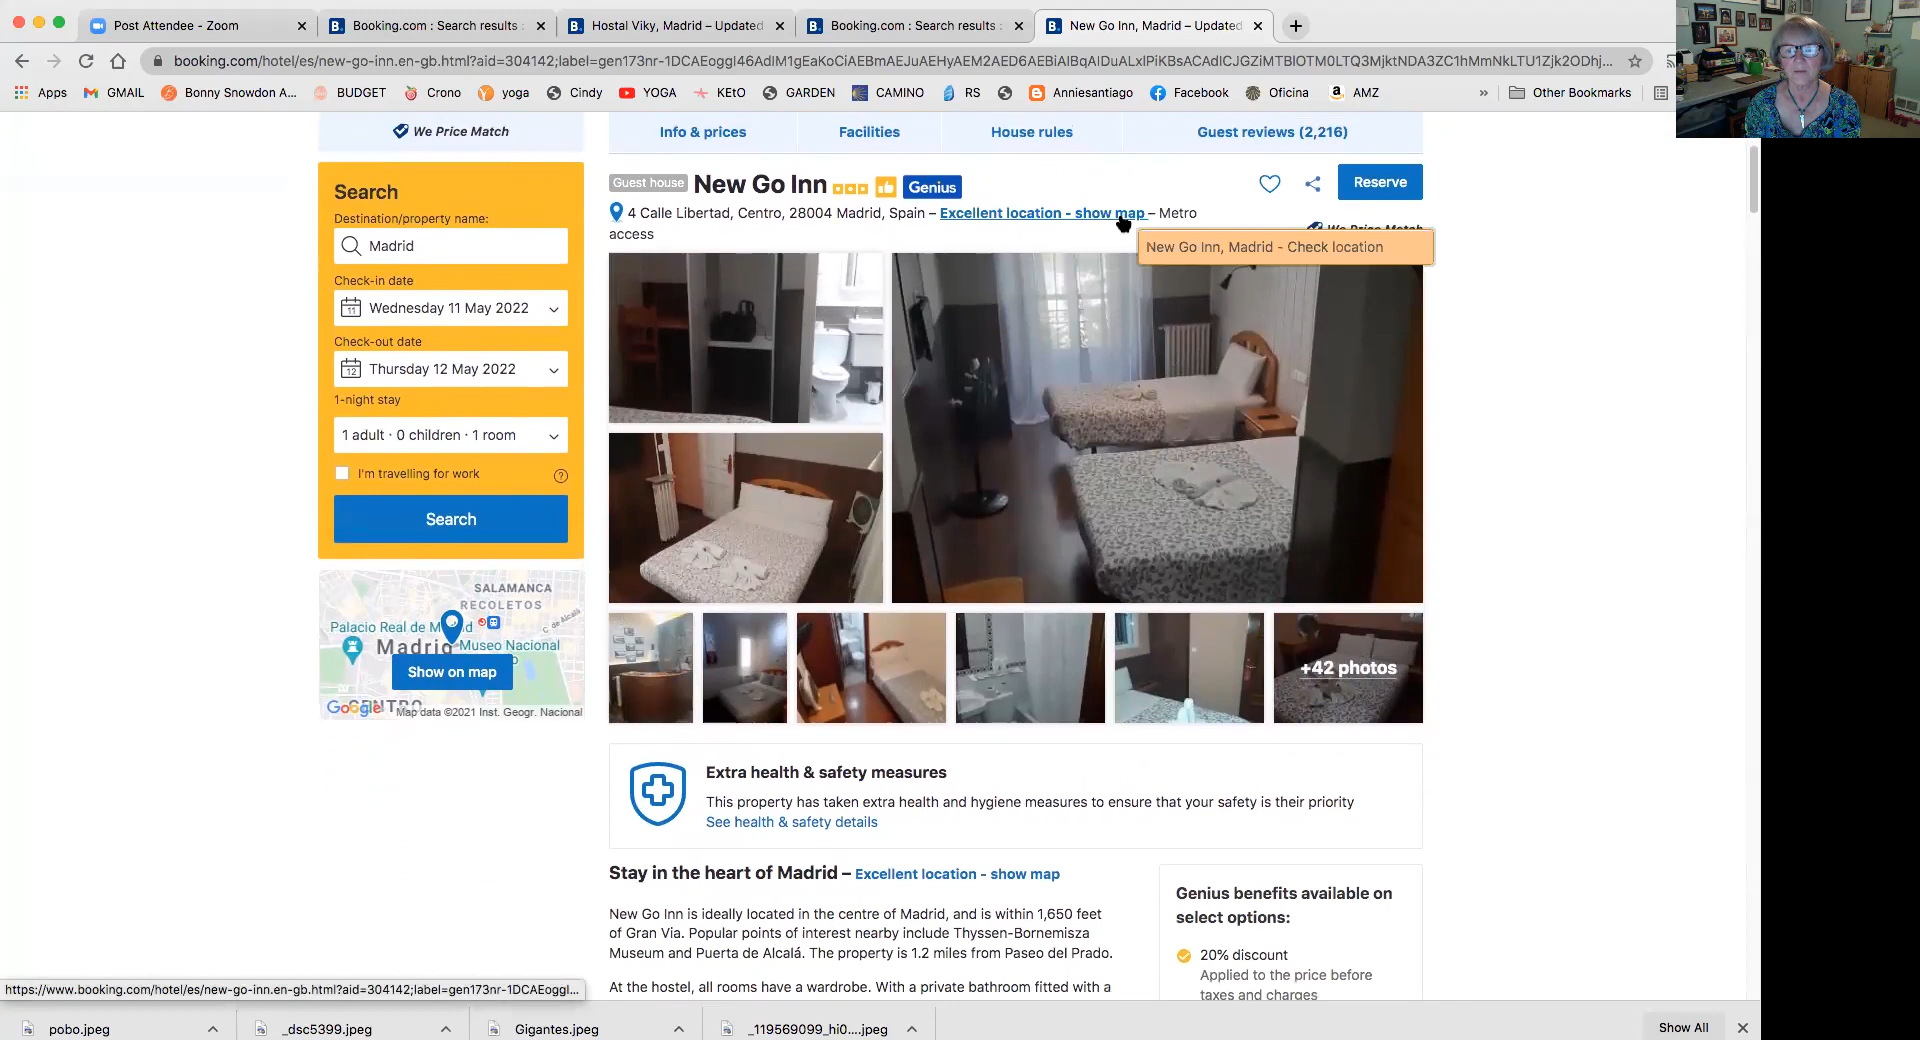 Post Attendee - Zoom
Booking.com : Search results :
Hostal Viky, Madrid – Updated
Booking.com : Search results :
New Go Inn, Madrid – Updated
booking.com/hotel/es/new-go-inn.en-gb.html?aid=304142;label=gen173nr-1DCAEoggI46AdIM1gEaKoCiAEBmAEJuAEHyAEM2AED6AEBiAIBqAIDuALxIPiKBsACAdICJGZiMTBlOTM0LTQ3MjktNDA3ZC1hMmNkLTU1Zjk2ODhj...
Apps
GMAIL
Bonny Snowdon A...
BUDGET
Crono
yoga
Cindy
YOGA
KEtO
GARDEN
CAMINO
RS
Anniesantiago
Facebook
Oficina
AMZ
»
Other Bookmarks
We Price Match
Info & prices
Facilities
House rules
Guest reviews (2,216)
Search
Destination/property name:
Madrid
Check-in date
11
Wednesday 11 May 2022
Check-out date
12
Thursday 12 May 2022
1-night stay
1 adult · 0 children · 1 room
I'm travelling for work
Search
SALAMANCA
RECOLETOS
C. de Alcalá
Palacio Real de Madrid
Madrid
Museo Nacional
Show on map
CENTRO
Google
Map data ©2021 Inst. Geogr. Nacional
Guest house New Go Inn Genius
Reserve
4 Calle Libertad, Centro, 28004 Madrid, Spain – Excellent location - show map – Metro
access
We Price Match
New Go Inn, Madrid - Check location
+42 photos
Extra health & safety measures
This property has taken extra health and hygiene measures to ensure that your safety is their priority
See health & safety details
Stay in the heart of Madrid – Excellent location - show map
New Go Inn is ideally located in the centre of Madrid, and is within 1,650 feet
of Gran Via. Popular points of interest nearby include Thyssen-Bornemisza
Museum and Puerta de Alcalá. The property is 1.2 miles from Paseo del Prado.
At the hostel, all rooms have a wardrobe. With a private bathroom fitted with a
Genius benefits available on
select options:
20% discount
Applied to the price before
taxes and charges
https://www.booking.com/hotel/es/new-go-inn.en-gb.html?aid=304142;label=gen173nr-1DCAEoggI...
pobo.jpeg
_dsc5399.jpeg
Gigantes.jpeg
_119569099_hi0....jpeg
Show All